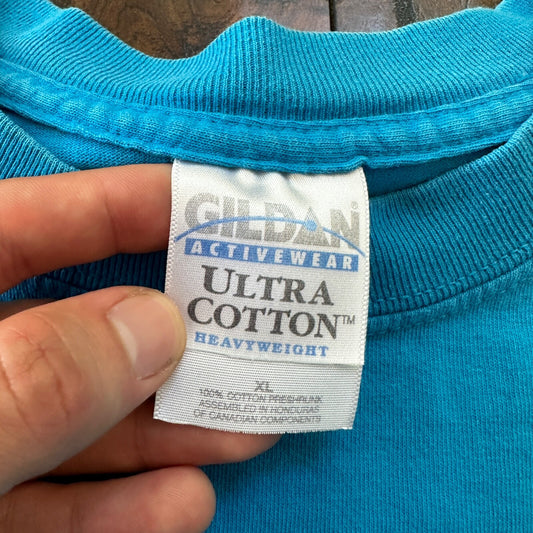 GILDAN
ACTIVEWEAR
ULTRA
COTTON™
HEAVYWEIGHT
XL
100% COTTON PRESHRUNK
ASSEMBLED IN HONDURAS
OF CANADIAN COMPONENTS